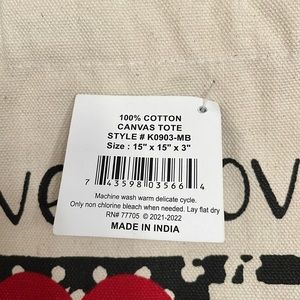 100% COTTON
CANVAS TOTE
STYLE # K0903-MB
Size : 15" x 15" x 3"
7 43598 03566 4
Machine wash warm delicate cycle.
Only non chlorine bleach when needed. Lay flat dry
RN# 77705 © 2021-2022
MADE IN INDIA